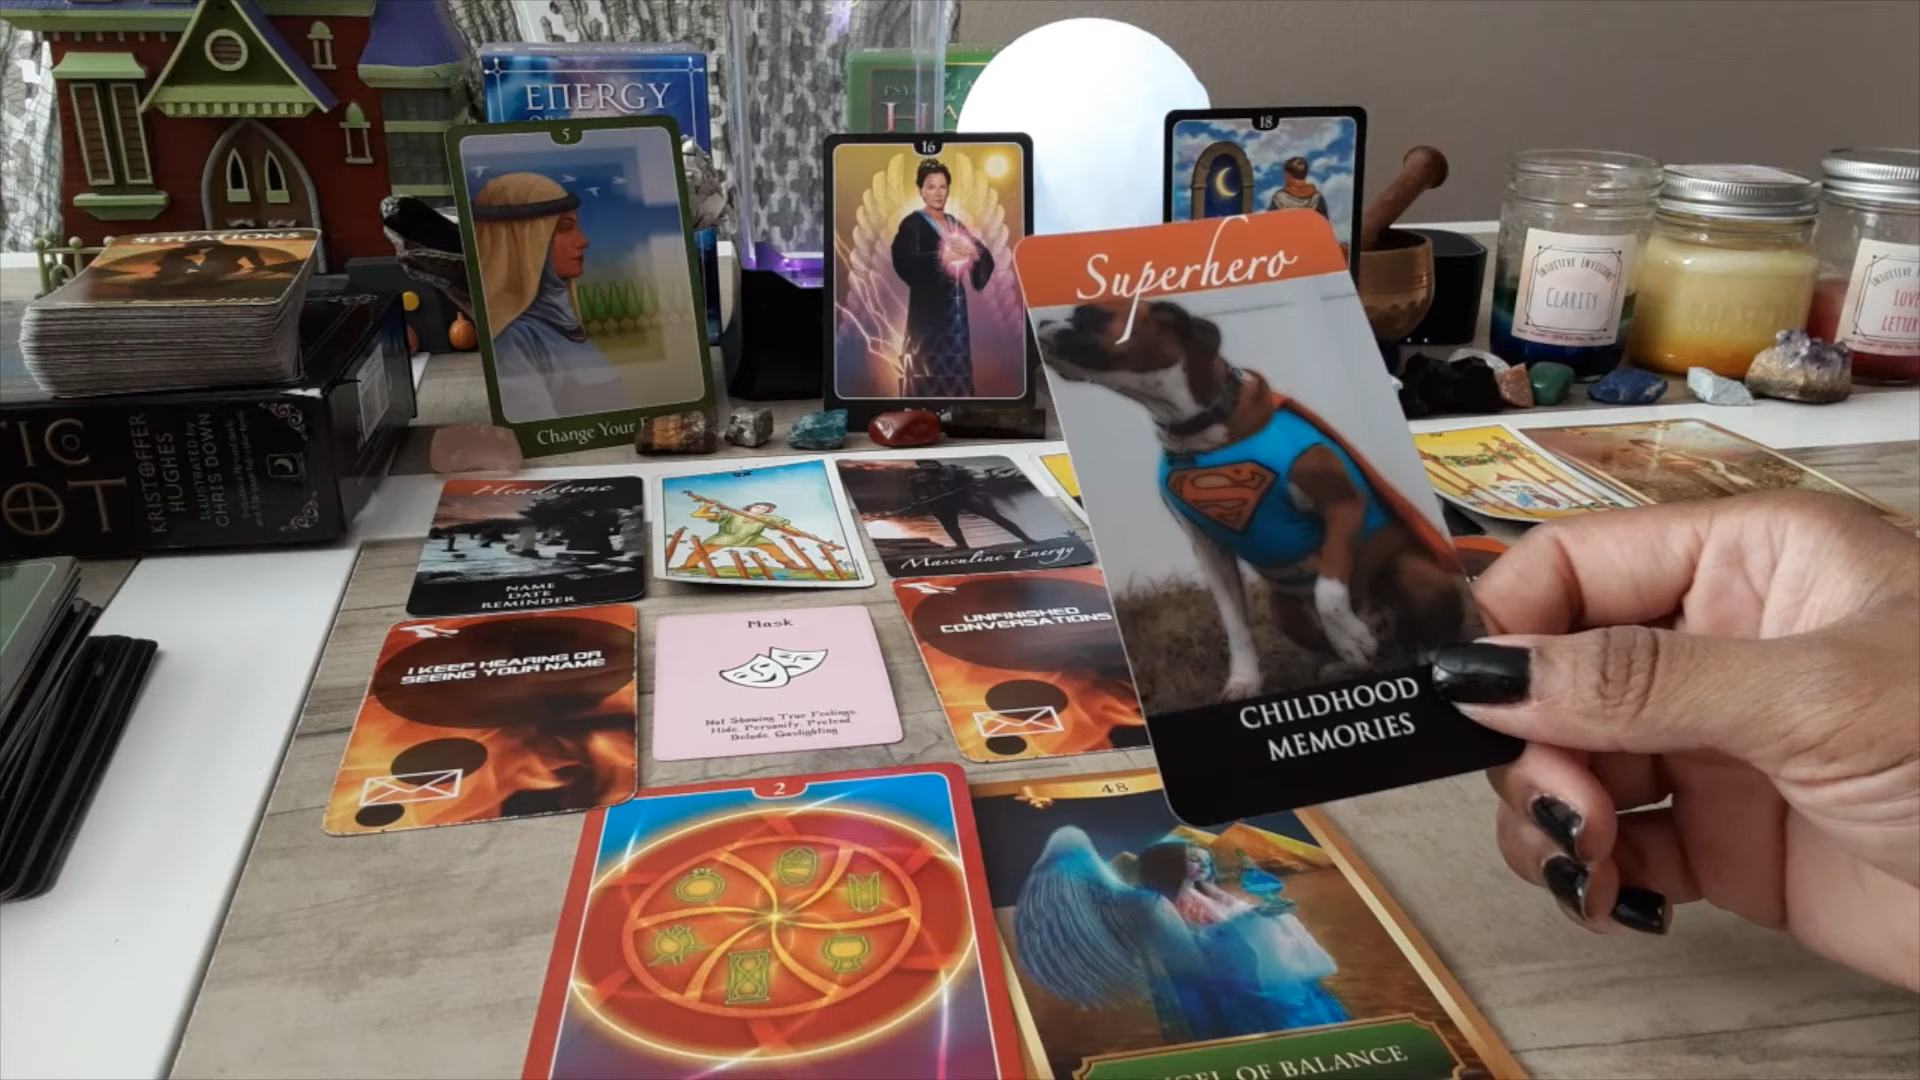 ENERGY
5
16
18
SITUATIONS
Superhero
INTUITIVE ENVISIONS
CLARITY
LOVE
LETTER
Change Your
TIC
KRISTOFFER
HUGHES
ILLUSTRATED BY
CHRIS DOWN
Headstone
NAME
DATE
REMINDER
Masculine Energy
CHILDHOOD
MEMORIES
I KEEP HEARING OR
SEEING YOUR NAME
Mask
Not Showing True Feelings,
Hide, Personify, Pretend,
Delude, Gaslighting
UNFINISHED
CONVERSATIONS
2
48
ANGEL OF BALANCE